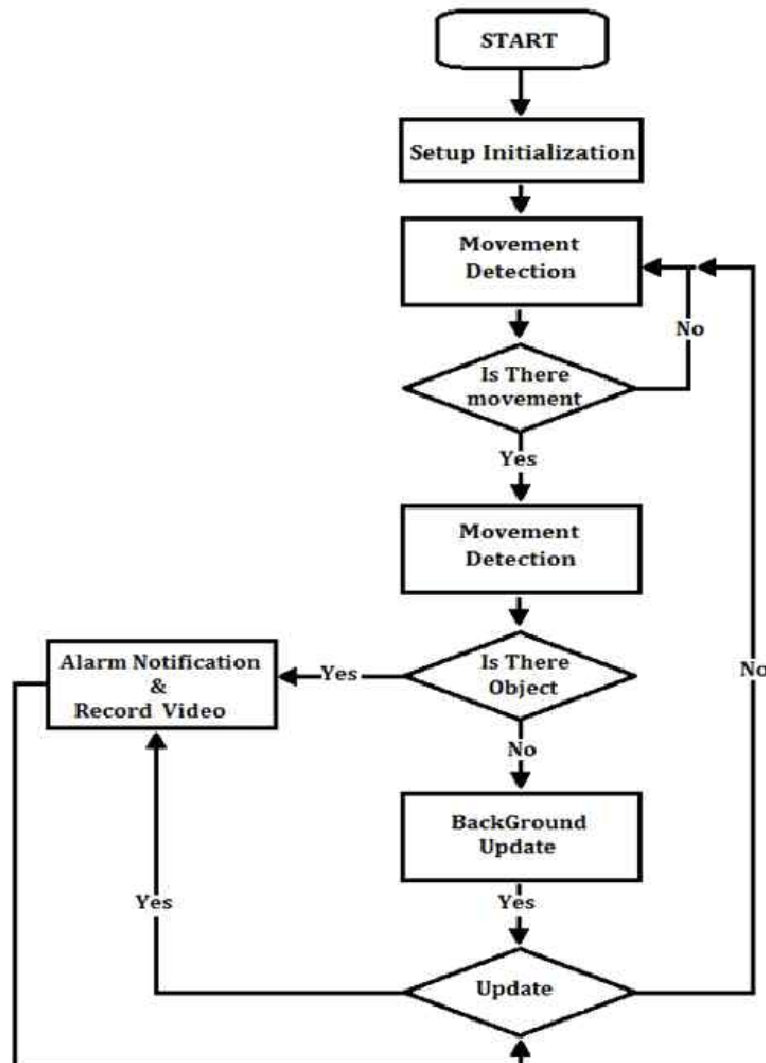 START
Setup Initialization
Movement
Detection
No
Is There
movement
Yes
Movement
Detection
Alarm Notification
&
Record Video
Yes
Is There
Object
No
No
BackGround
Update
Yes
Yes
Update